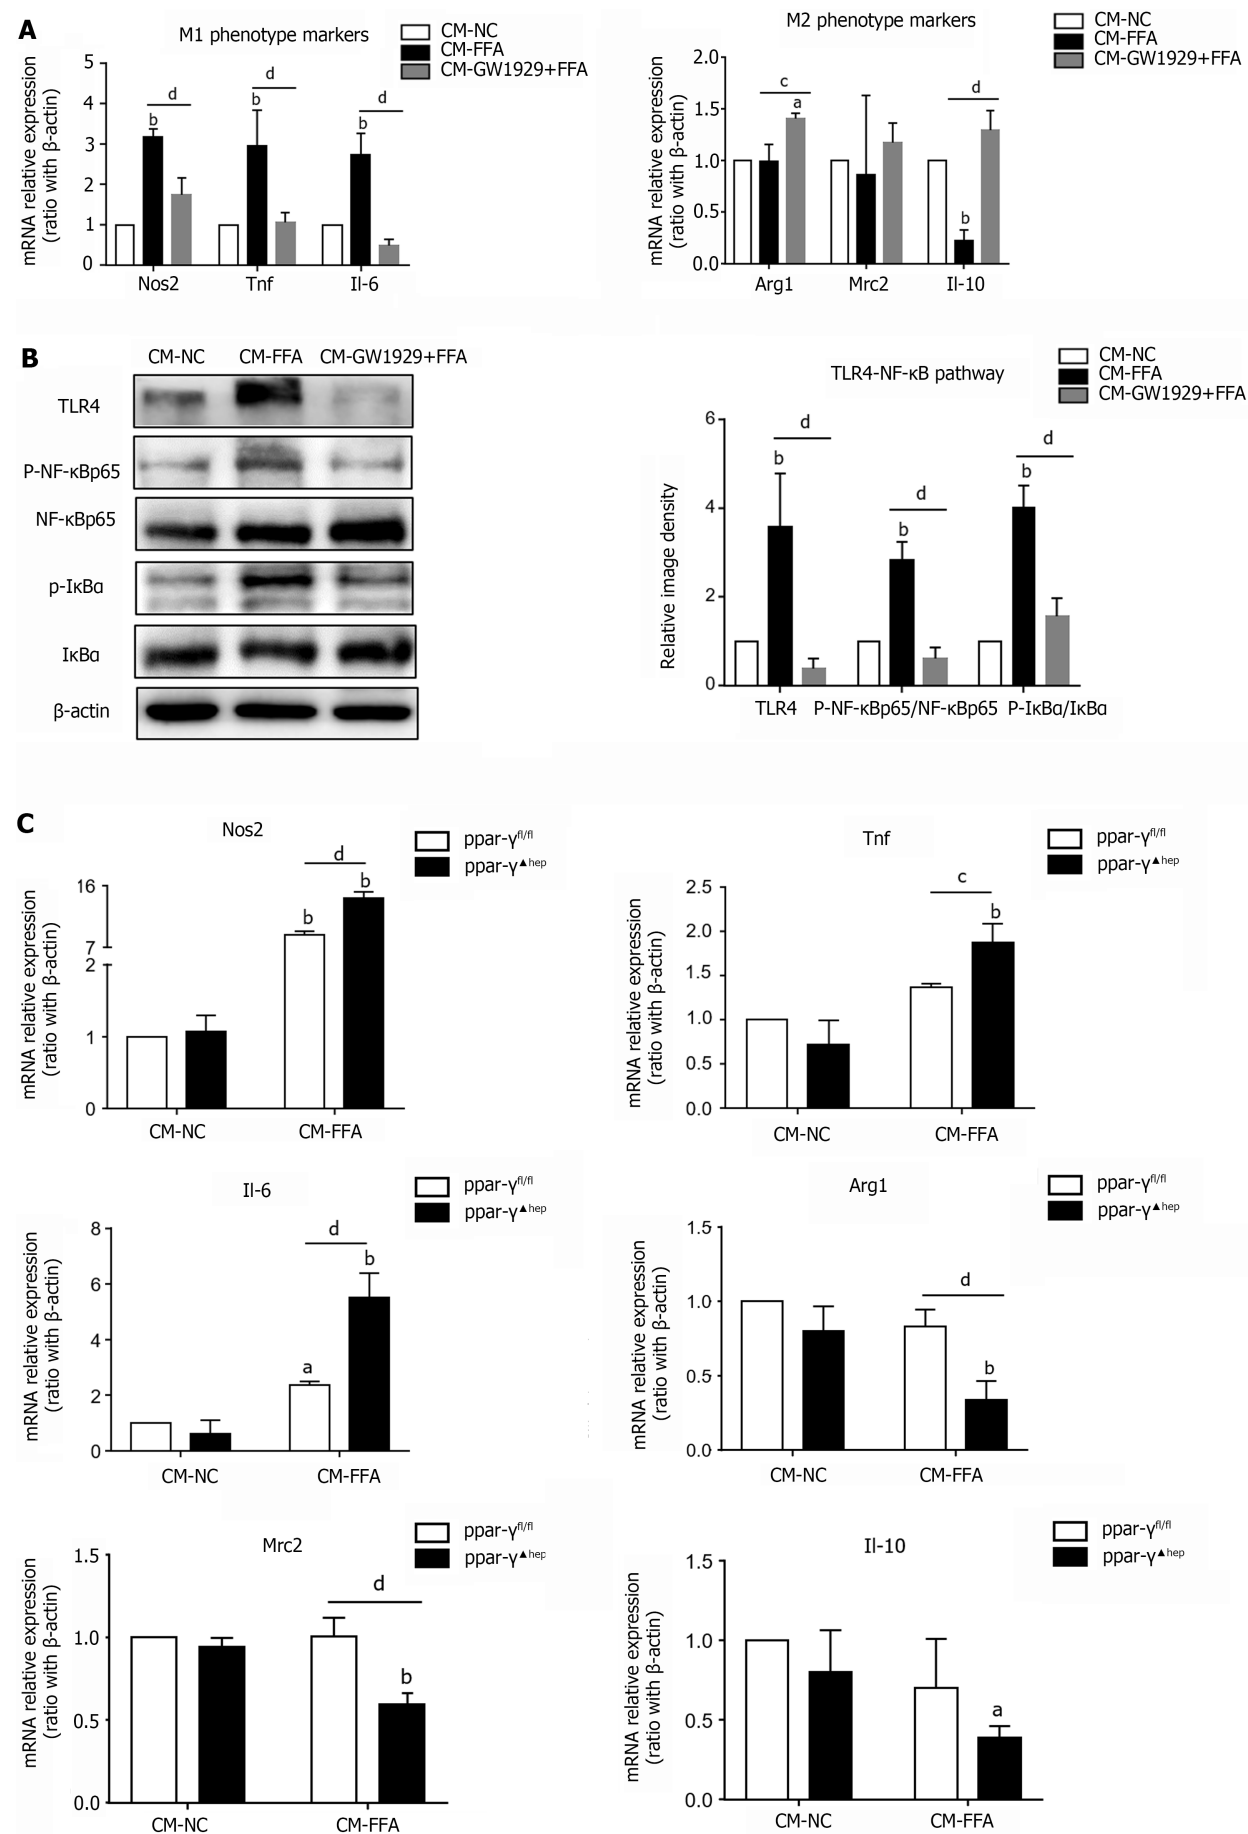 A
M1 phenotype markers
CM-NC
CM-FFA
CM-GW1929+FFA
mRNA relative expression
(ratio with β-actin)
5
4
3
2
1
0
b
d
b
d
b
d
Nos2
Tnf
Il-6
M2 phenotype markers
CM-NC
CM-FFA
CM-GW1929+FFA
mRNA relative expression
(ratio with β-actin)
2.0
1.5
1.0
0.5
0.0
c
a
d
b
Arg1
Mrc2
Il-10
B
CM-NC
CM-FFA
CM-GW1929+FFA
TLR4
P-NF-κBp65
NF-κBp65
p-IκBα
IκBα
β-actin
TLR4-NF-κB pathway
CM-NC
CM-FFA
CM-GW1929+FFA
Relative image density
6
4
2
0
d
b
d
b
d
b
TLR4
P-NF-κBp65/NF-κBp65
P-IκBα/IκBα
C
Nos2
ppar-γfl/fl
ppar-γ▲hep
mRNA relative expression
(ratio with β-actin)
16
7
2
1
0
d
b
b
CM-NC
CM-FFA
Tnf
ppar-γfl/fl
ppar-γ▲hep
mRNA relative expression
(ratio with β-actin)
2.5
2.0
1.5
1.0
0.5
0.0
c
b
CM-NC
CM-FFA
Il-6
ppar-γfl/fl
ppar-γ▲hep
mRNA relative expression
(ratio with β-actin)
8
6
4
2
0
d
b
a
CM-NC
CM-FFA
Arg1
ppar-γfl/fl
ppar-γ▲hep
mRNA relative expression
(ratio with β-actin)
1.5
1.0
0.5
0.0
d
b
CM-NC
CM-FFA
Mrc2
ppar-γfl/fl
ppar-γ▲hep
mRNA relative expression
(ratio with β-actin)
1.5
1.0
0.5
0.0
d
b
CM-NC
CM-FFA
Il-10
ppar-γfl/fl
ppar-γ▲hep
mRNA relative expression
(ratio with β-actin)
1.5
1.0
0.5
0.0
a
CM-NC
CM-FFA